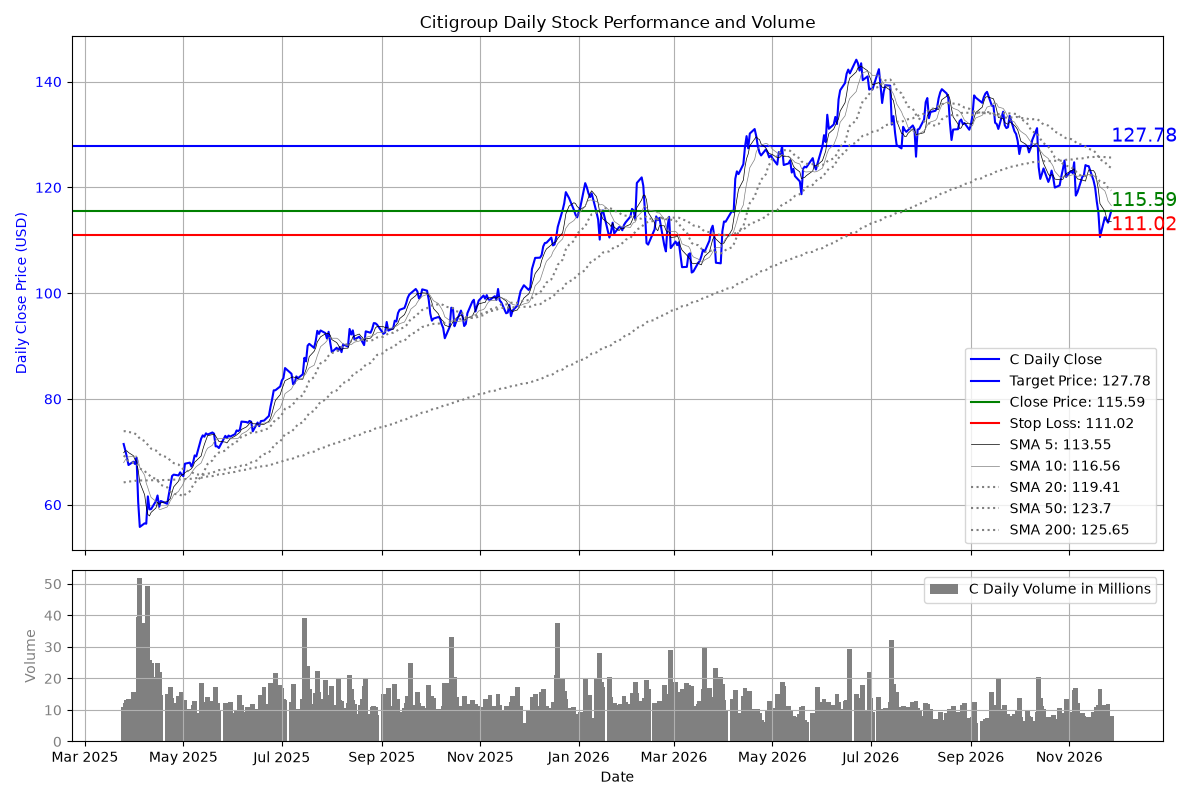 Citigroup Daily Stock Performance and Volume
Daily Close Price (USD)
140
120
100
80
60
127.78
115.59
111.02
C Daily Close
Target Price: 127.78
Close Price: 115.59
Stop Loss: 111.02
SMA 5: 113.55
SMA 10: 116.56
SMA 20: 119.41
SMA 50: 123.7
SMA 200: 125.65
Volume
50
40
30
20
10
0
C Daily Volume in Millions
Mar 2025 May 2025 Jul 2025 Sep 2025 Nov 2025 Jan 2026 Mar 2026 May 2026 Jul 2026 Sep 2026 Nov 2026
Date